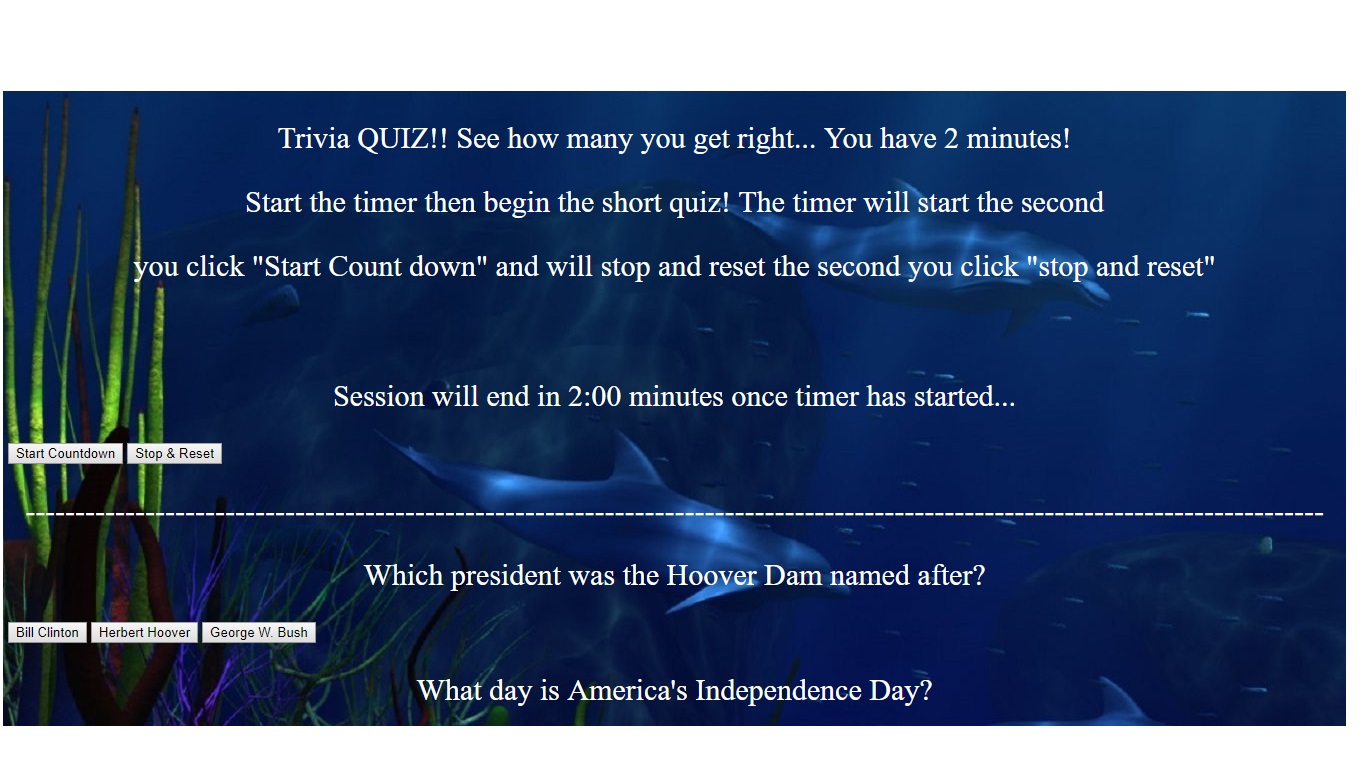 Trivia QUIZ!! See how many you get right... You have 2 minutes!
Start the timer then begin the short quiz! The timer will start the second
you click "Start Count down" and will stop and reset the second you click "stop and reset"
Session will end in 2:00 minutes once timer has started...
Start Countdown Stop & Reset
Which president was the Hoover Dam named after?
Bill Clinton Herbert Hoover George W. Bush
What day is America's Independence Day?